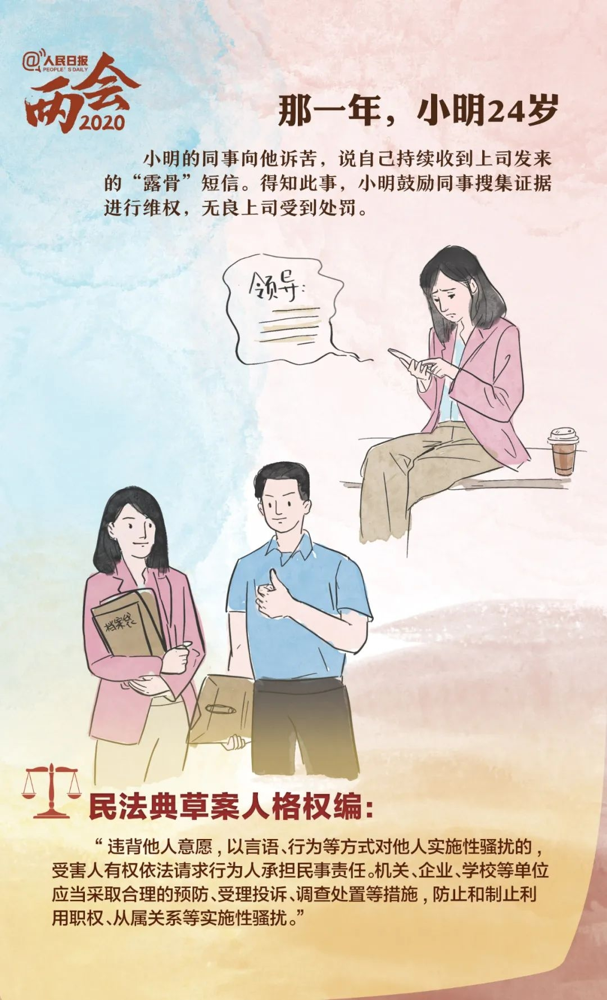 @人民日报
PEOPLE'S DAILY
两会
2020
那一年，小明24岁
小明的同事向他诉苦，说自己持续收到上司发来
的“露骨”短信。得知此事，小明鼓励同事搜集证据
进行维权，无良上司受到处罚。
领导：
档案袋
民法典草案人格权编：
“违背他人意愿，以言语、行为等方式对他人实施性骚扰的，
受害人有权依法请求行为人承担民事责任。机关、企业、学校等单位
应当采取合理的预防、受理投诉、调查处置等措施，防止和制止利
用职权、从属关系等实施性骚扰。”